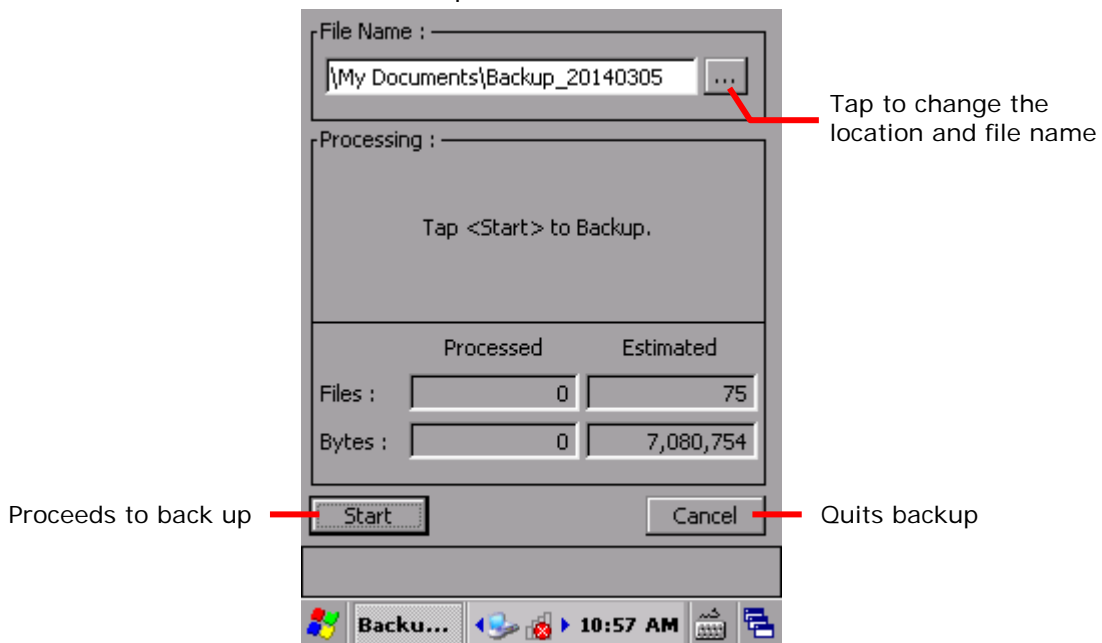 File Name :
\My Documents\Backup_20140305
...
Tap to change the
location and file name
Processing :
Tap <Start> to Backup.
Processed Estimated
Files : 0 75
Bytes : 0 7,080,754
Proceeds to back up Start Cancel Quits backup
Backu... 10:57 AM